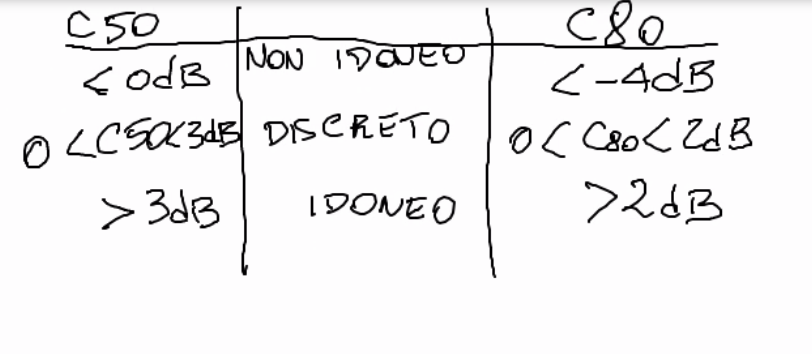 C50 C80
< 0dB NON IDONEO < -4dB
0 < C50 < 3dB DISCRETO 0 < C80 < 2dB
> 3dB IDONEO > 2dB